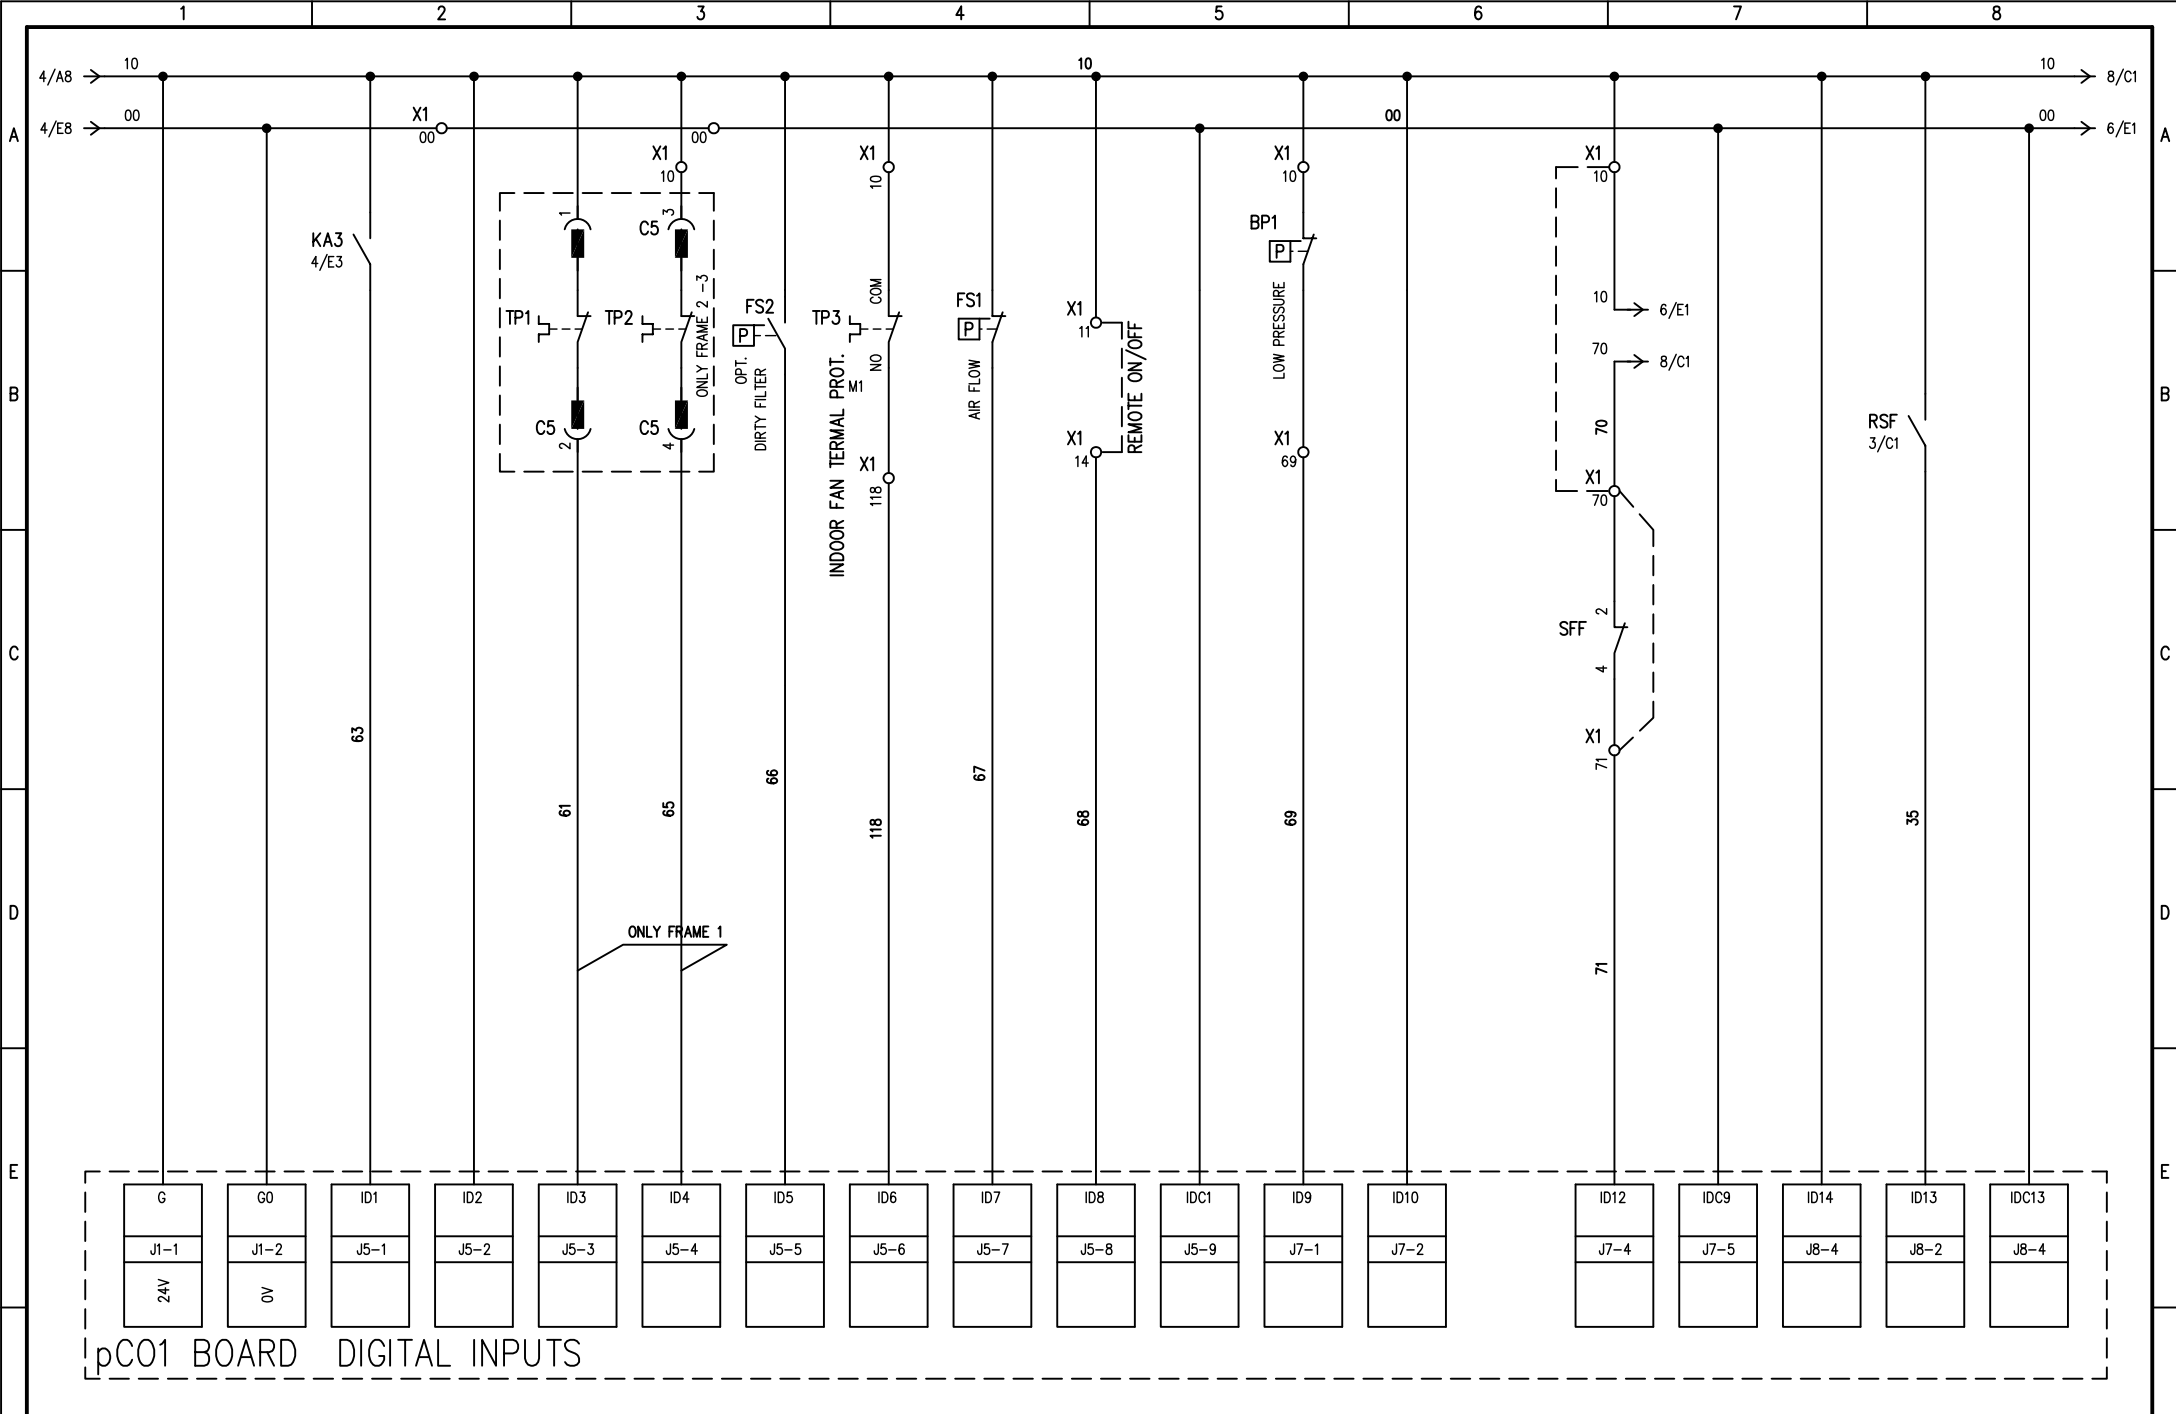 1 2 3 4 5 6 7 8
4/A8 10 10 10 8/C1
A 4/E8 00 X1 00 00 00 00 6/E1 A
X1 X1 X1 X1
10 10 10 10
1 3
KA3 C5 BP1
4/E3 P
COM
ONLY FRAME 2 -3
LOW PRESSURE
10 6/E1
TP1 TP2 FS2 TP3 FS1 X1
P P 11
70 8/C1
OPT.
DIRTY FILTER
INDOOR FAN TERMAL PROT.
M1
NO
AIR FLOW
REMOTE ON/OFF
B B
C5 C5 X1 X1 70 RSF
2 4 14 69 3/C1
X1 X1
118 70
2
C SFF C
4
X1
71
63
66 67
61 65 118 68 69 35
D D
ONLY FRAME 1
71
E E
G G0 ID1 ID2 ID3 ID4 ID5 ID6 ID7 ID8 IDC1 ID9 ID10 ID12 IDC9 ID14 ID13 IDC13
J1-1 J1-2 J5-1 J5-2 J5-3 J5-4 J5-5 J5-6 J5-7 J5-8 J5-9 J7-1 J7-2 J7-4 J7-5 J8-4 J8-2 J8-4
24V 0V
pCO1 BOARD DIGITAL INPUTS